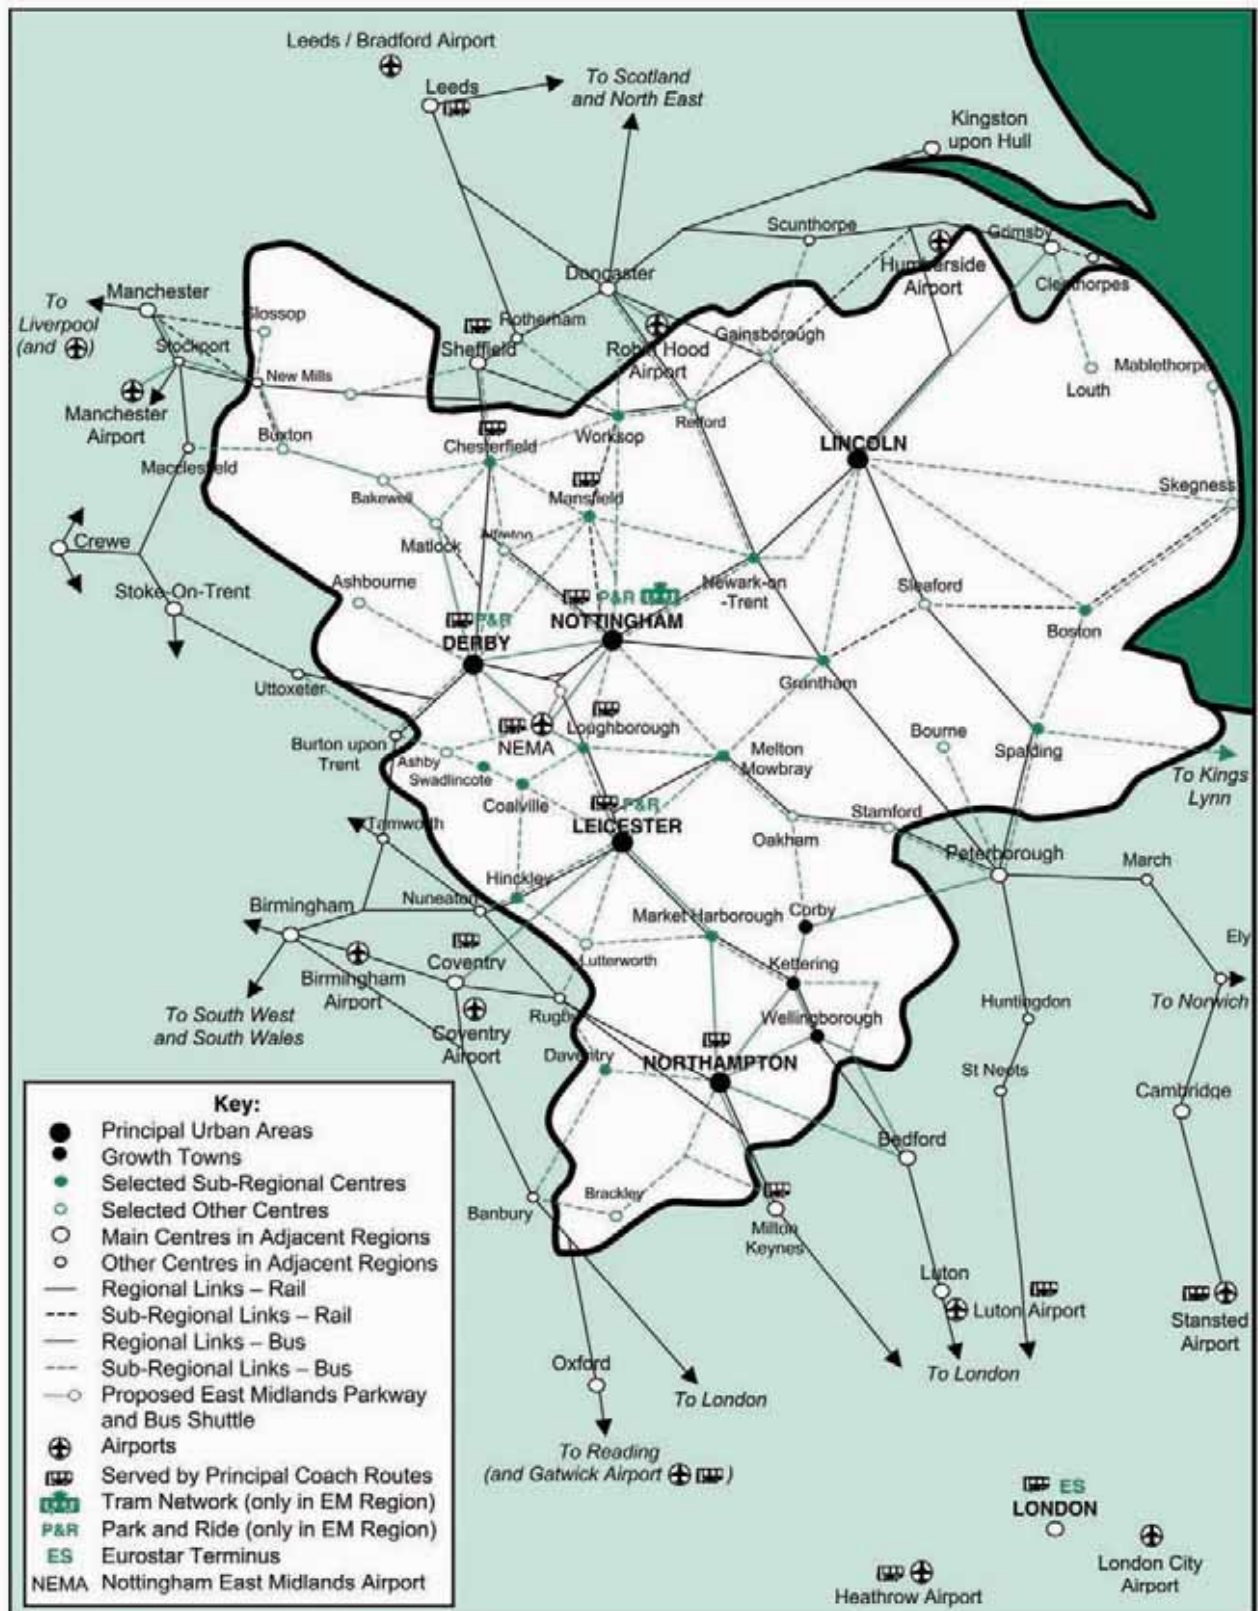 Leeds / Bradford Airport
Leeds
To Scotland
and North East
Kingston
upon Hull
Scunthorpe
Grimsby
Humberside
Airport
Cleethorpes
Doncaster
To
Liverpool
(and )
Manchester
Glossop
Stockport
New Mills
Manchester
Airport
Rotherham
Sheffield
Robin Hood
Airport
Gainsborough
Louth
Mablethorpe
Macclesfield
Buxton
Chesterfield
Worksop
Retford
LINCOLN
Bakewell
Mansfield
Skegness
Crewe
Matlock
Alfreton
Stoke-On-Trent
Ashbourne
P&R
NOTTINGHAM
Newark-on
-Trent
Sleaford
Boston
P&R
DERBY
Uttoxeter
Grantham
Loughborough
NEMA
Burton upon
Trent
Ashby
Swadlincote
Coalville
Melton
Mowbray
Bourne
Spalding
To Kings
Lynn
P&R
LEICESTER
Tamworth
Oakham
Stamford
Peterborough
March
Hinckley
Nuneaton
Birmingham
Market Harborough
Corby
Ely
Birmingham
Airport
Coventry
Lutterworth
Kettering
To South West
and South Wales
Coventry
Airport
Rugby
Wellingborough
Huntingdon
To Norwich
Daventry
NORTHAMPTON
St Neots
Cambridge
Bedford
Banbury
Brackley
Milton
Keynes
Luton
Luton Airport
Stansted
Airport
Oxford
To London
To London
To Reading
(and Gatwick Airport )
ES
LONDON
London City
Airport
Heathrow Airport
Key:
Principal Urban Areas
Growth Towns
Selected Sub-Regional Centres
Selected Other Centres
Main Centres in Adjacent Regions
Other Centres in Adjacent Regions
Regional Links – Rail
Sub-Regional Links – Rail
Regional Links – Bus
Sub-Regional Links – Bus
Proposed East Midlands Parkway
and Bus Shuttle
Airports
Served by Principal Coach Routes
Tram Network (only in EM Region)
P&R Park and Ride (only in EM Region)
ES Eurostar Terminus
NEMA Nottingham East Midlands Airport